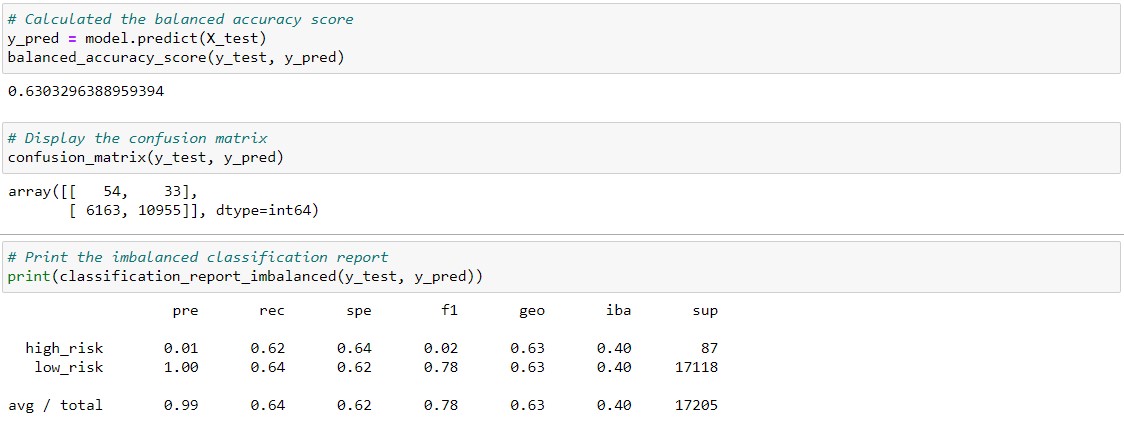 # Calculated the balanced accuracy score
y_pred = model.predict(X_test)
balanced_accuracy_score(y_test, y_pred)
0.6303296388959394
# Display the confusion matrix
confusion_matrix(y_test, y_pred)
array([[   54,    33],
       [ 6163, 10955]], dtype=int64)
# Print the imbalanced classification report
print(classification_report_imbalanced(y_test, y_pred))
pre rec spe f1 geo iba sup
high_risk 0.01 0.62 0.64 0.02 0.63 0.40 87
low_risk 1.00 0.64 0.62 0.78 0.63 0.40 17118
avg / total 0.99 0.64 0.62 0.78 0.63 0.40 17205